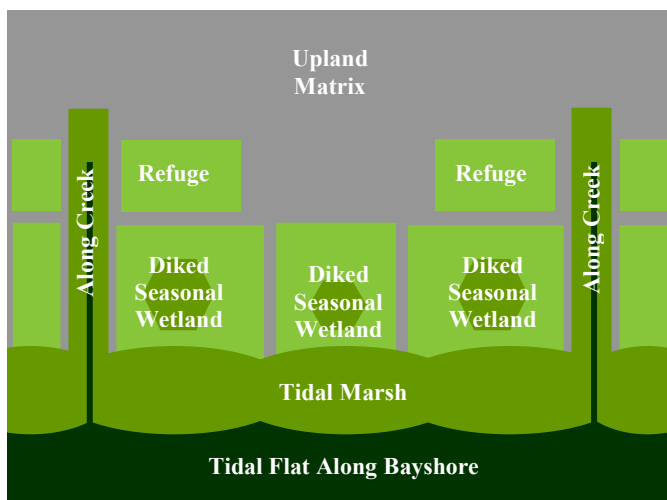 Upland
Matrix
Refuge
Refuge
Along Creek
Along Creek
Diked
Seasonal
Wetland
Diked
Seasonal
Wetland
Diked
Seasonal
Wetland
Tidal Marsh
Tidal Flat Along Bayshore